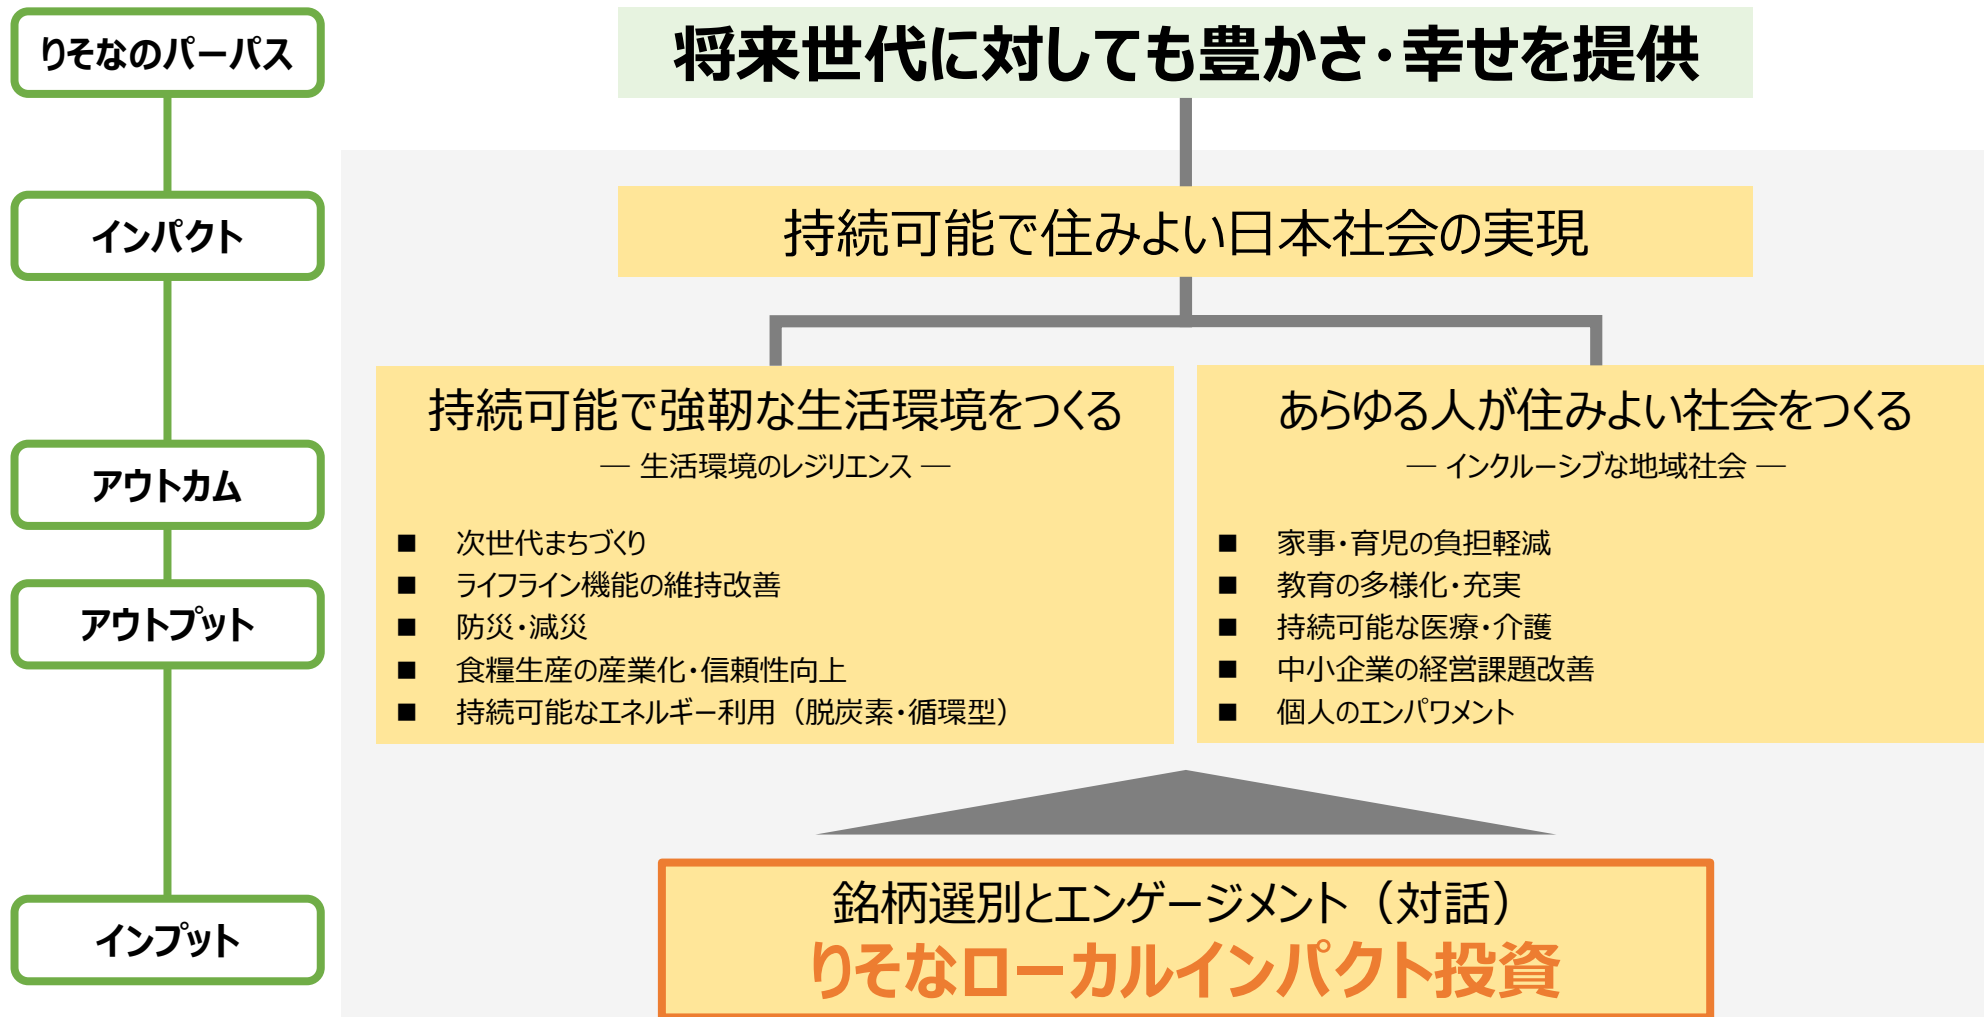 りそなのパーパス
将来世代に対しても豊かさ・幸せを提供
インパクト
持続可能で住みよい日本社会の実現
アウトカム
アウトプット
持続可能で強靭な生活環境をつくる
― 生活環境のレジリエンス ―
■ 次世代まちづくり
■ ライフライン機能の維持改善
■ 防災・減災
■ 食糧生産の産業化・信頼性向上
■ 持続可能なエネルギー利用（脱炭素・循環型）
あらゆる人が住みよい社会をつくる
― インクルーシブな地域社会 ―
■ 家事・育児の負担軽減
■ 教育の多様化・充実
■ 持続可能な医療・介護
■ 中小企業の経営課題改善
■ 個人のエンパワメント
インプット
銘柄選別とエンゲージメント（対話）
りそなローカルインパクト投資